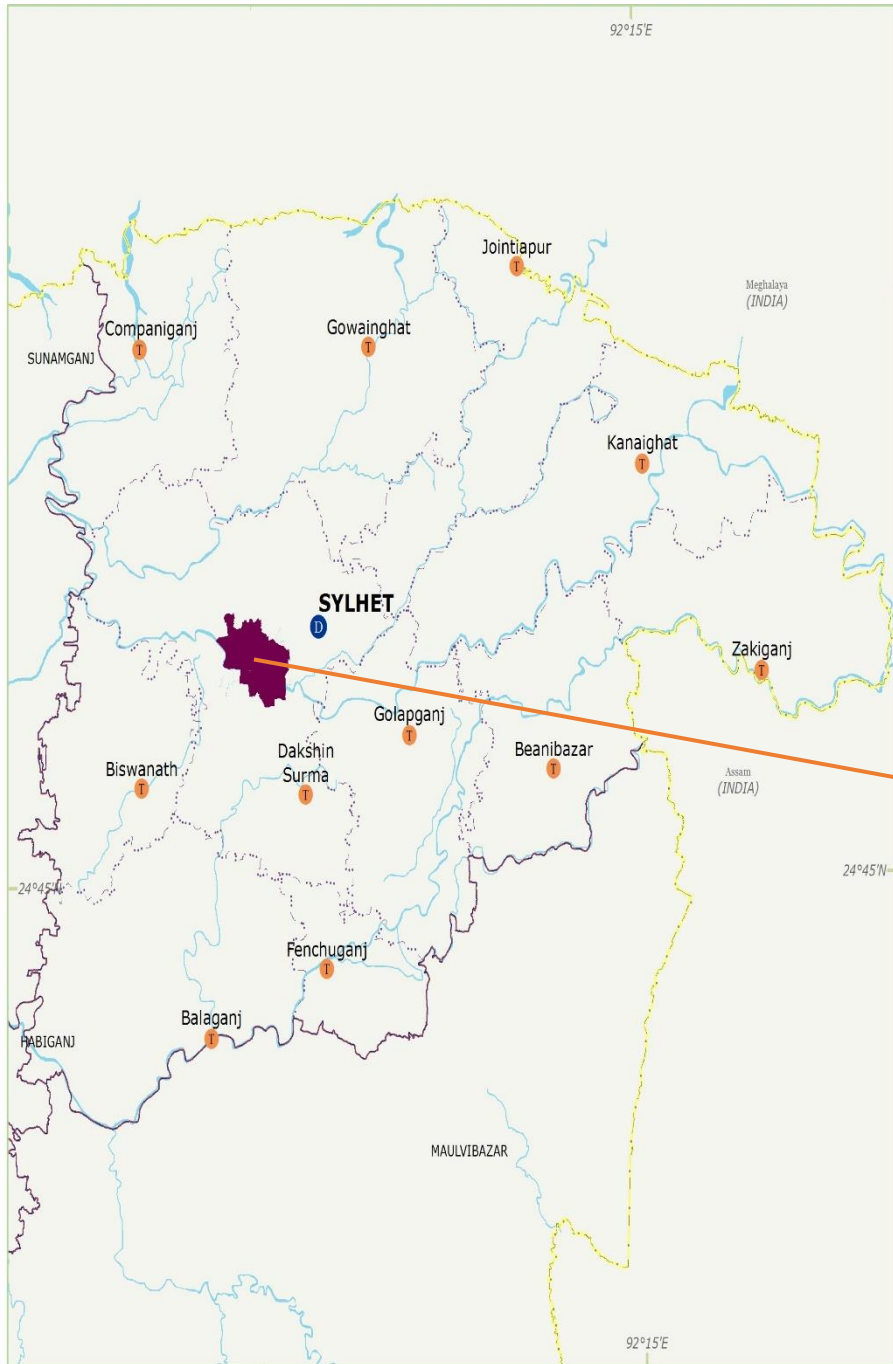 92°15'E
Jointiapur
T
Meghalaya
(INDIA)
Companiganj
T
Gowainghat
T
SUNAMGANJ
Kanaighat
T
SYLHET
D
Zakiganj
T
Golapganj
T
Dakshin
Surma
T
Beanibazar
T
Biswanath
T
Assam
(INDIA)
24°45'N
24°45'N
Fenchuganj
T
Balaganj
T
HABIGANJ
MAULVIBAZAR
92°15'E